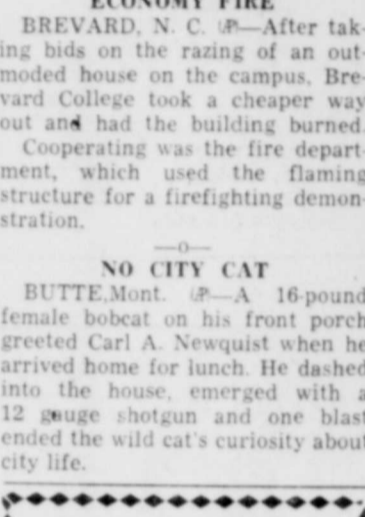 ECONOMY FIRE
BREVARD, N. C. (AP)—After tak-
ing bids on the razing of an out-
moded house on the campus, Bre-
vard College took a cheaper way
out and had the building burned.
Cooperating was the fire depart-
ment, which used the flaming
structure for a firefighting demon-
stration.
—o—
NO CITY CAT
BUTTE,Mont. (AP)—A 16-pound
female bobcat on his front porch
greeted Carl A. Newquist when he
arrived home for lunch. He dashed
into the house, emerged with a
12 gauge shotgun and one blast
ended the wild cat's curiosity about
city life.